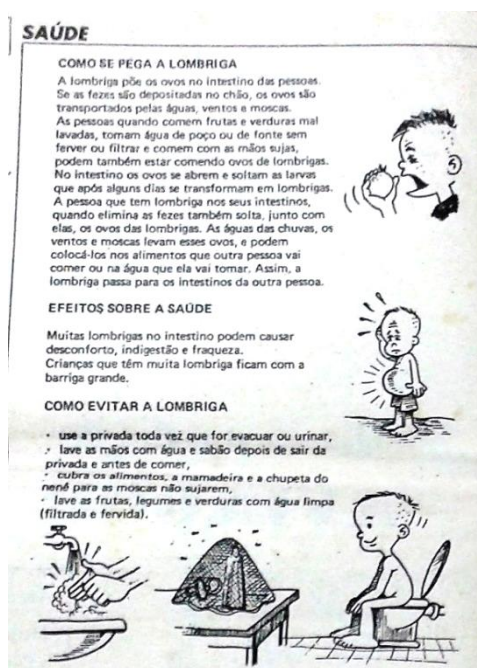 SAÚDE
COMO SE PEGA A LOMBRIGA
A lombriga põe os ovos no intestino das pessoas.
Se as fezes são depositadas no chão, os ovos são
transportados pelas águas, ventos e moscas.
As pessoas quando comem frutas e verduras mal
lavadas, tomam água de poço ou de fonte sem
ferver ou filtrar e comem com as mãos sujas,
podem também estar comendo ovos de lombrigas.
No intestino os ovos se abrem e soltam as larvas
que após alguns dias se transformam em lombrigas.
A pessoa que tem lombriga nos seus intestinos,
quando elimina as fezes também solta, junto com
elas, os ovos das lombrigas. As águas das chuvas, os
ventos e moscas levam esses ovos, e podem
colocá-los nos alimentos que outra pessoa vai
comer ou na água que ela vai tomar. Assim, a
lombriga passa para os intestinos da outra pessoa.
EFEITOS SOBRE A SAÚDE
Muitas lombrigas no intestino podem causar
desconforto, indigestão e fraqueza.
Crianças que têm muita lombriga ficam com a
barriga grande.
COMO EVITAR A LOMBRIGA
· use a privada toda vez que for evacuar ou urinar,
· lave as mãos com água e sabão depois de sair da
privada e antes de comer,
· cubra os alimentos, a mamadeira e a chupeta do
nenê para as moscas não sujarem,
· lave as frutas, legumes e verduras com água limpa
(filtrada e fervida).